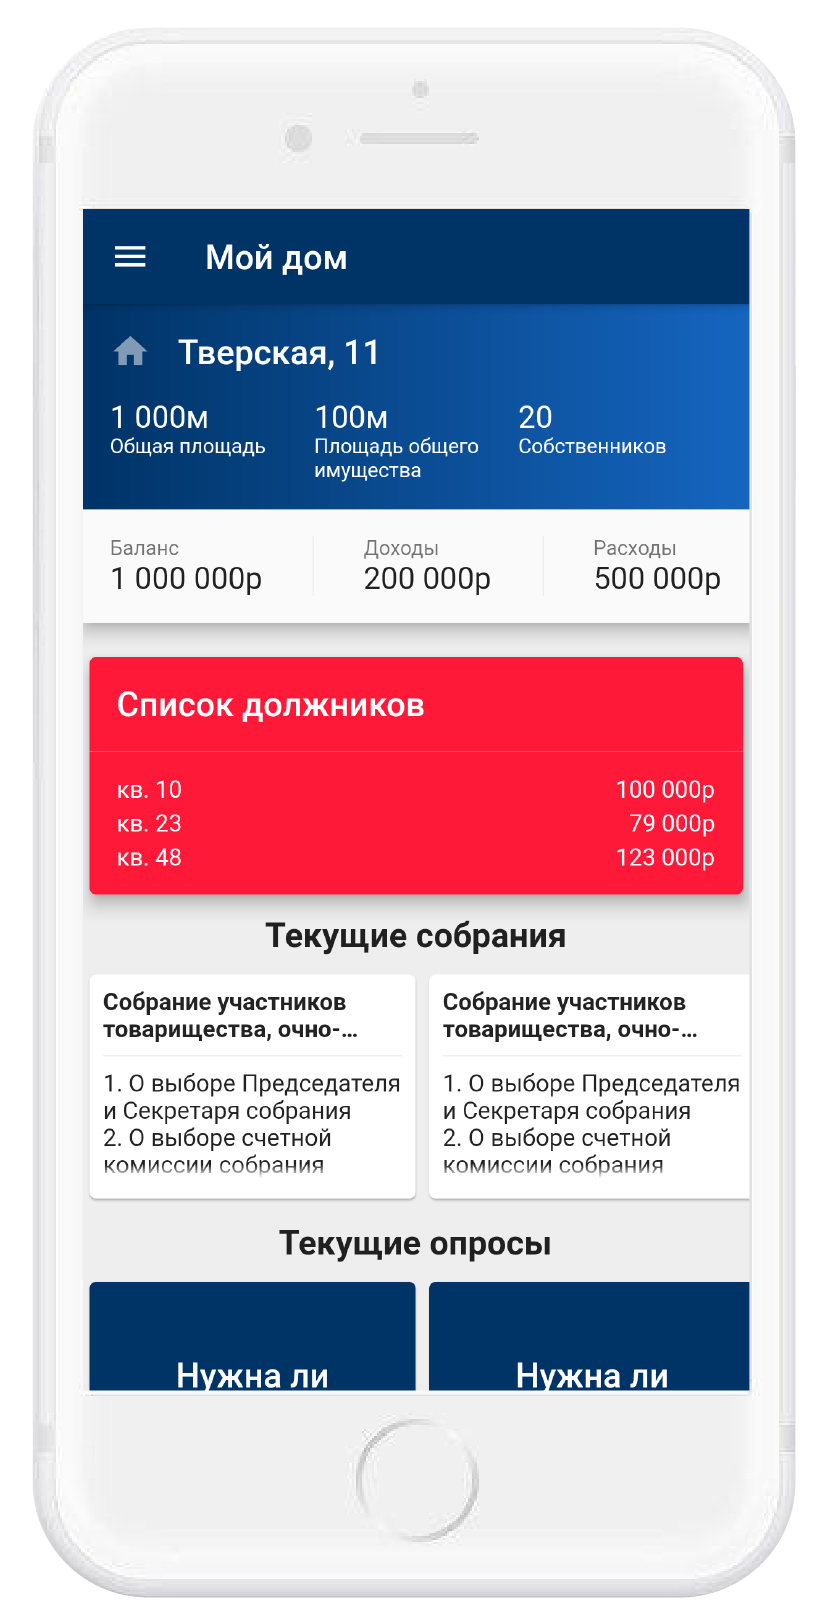 Мой дом
Тверская, 11
1 000м 100м 20
Общая площадь Площадь общего Собственников
имущества
Баланс Доходы Расходы
1 000 000р 200 000р 500 000р
Список должников
кв. 10 100 000р
кв. 23 79 000р
кв. 48 123 000р
Текущие собрания
Собрание участников
товарищества, очно-...
1. О выборе Председателя
и Секретаря собрания
2. О выборе счетной
комиссии собрания
Собрание участников
товарищества, очно-...
1. О выборе Председателя
и Секретаря собрания
2. О выборе счетной
комиссии собрания
Текущие опросы
Нужна ли
Нужна ли